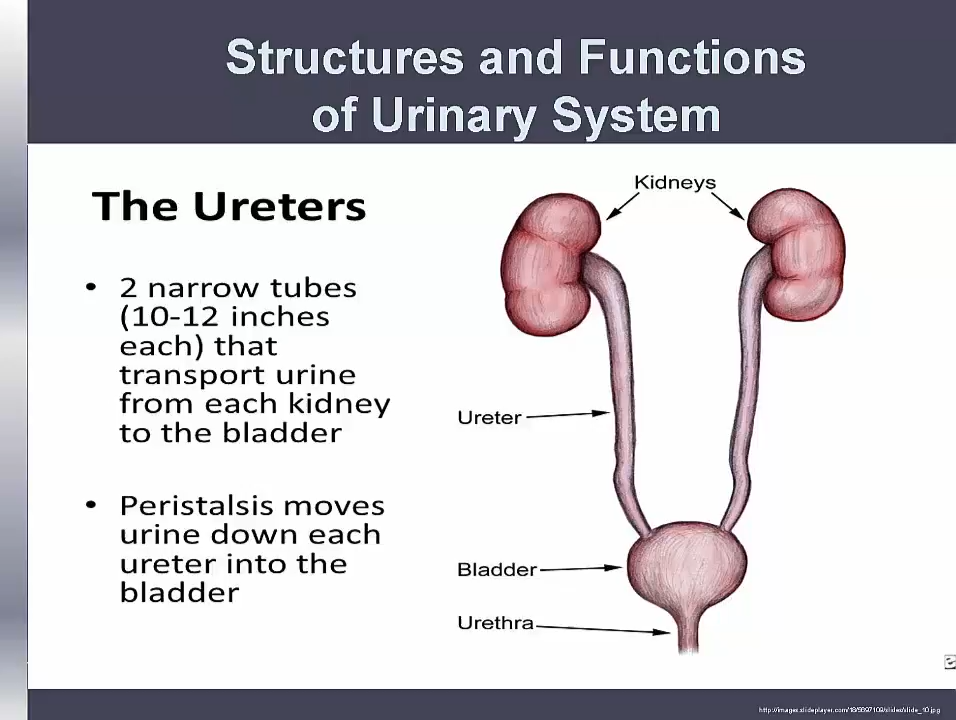 Structures and Functions
of Urinary System
The Ureters
• 2 narrow tubes
(10-12 inches
each) that
transport urine
from each kidney
to the bladder
• Peristalsis moves
urine down each
ureter into the
bladder
Kidneys
Ureter
Bladder
Urethra